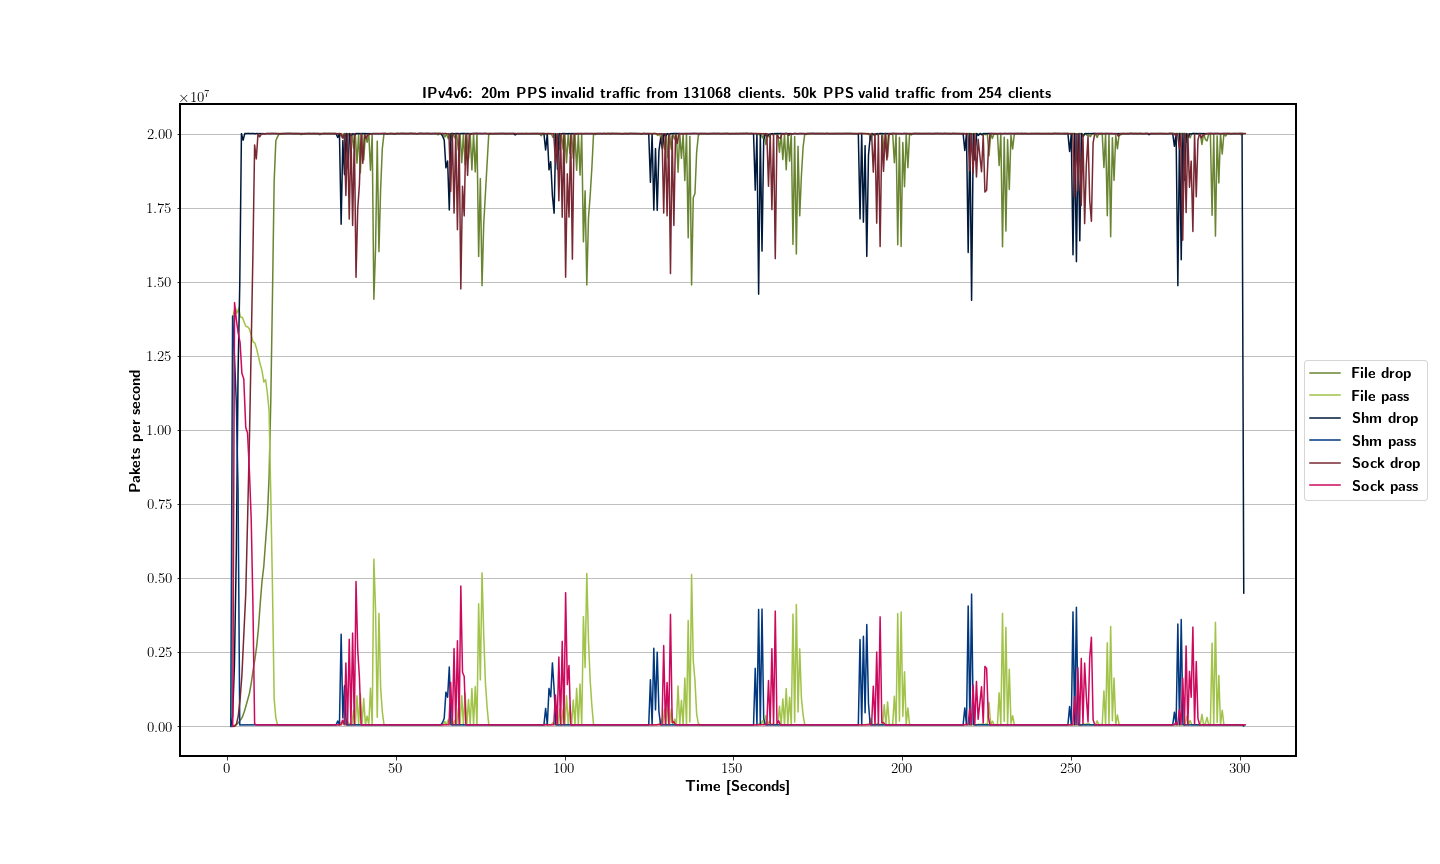 IPv4v6: 20m PPS invalid traffic from 131068 clients. 50k PPS valid traffic from 254 clients
×10⁷
2.00
1.75
1.50
1.25
1.00
0.75
0.50
0.25
0.00
Pakets per second
0 50 100 150 200 250 300
Time [Seconds]
File drop
File pass
Shm drop
Shm pass
Sock drop
Sock pass